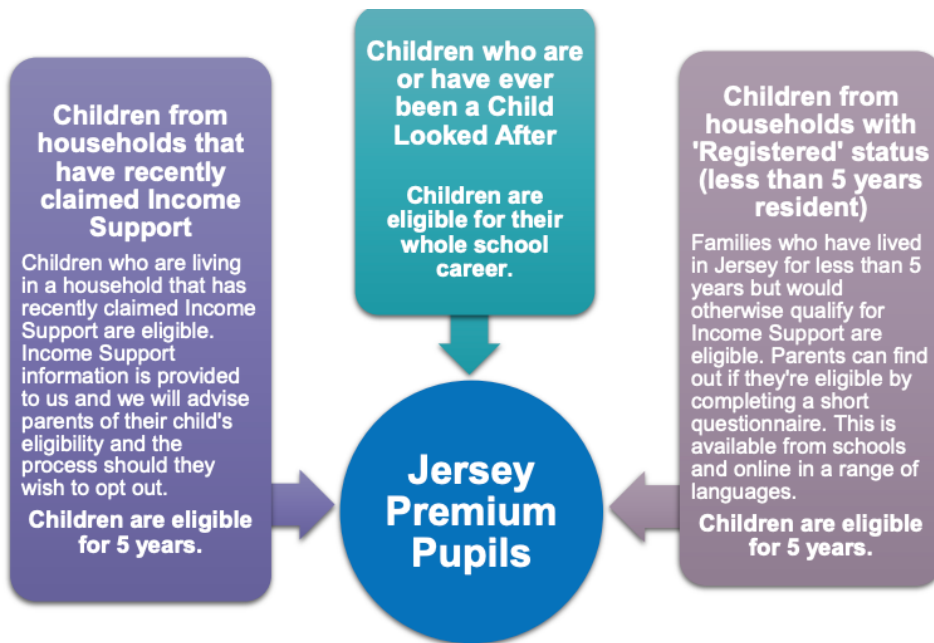 Children from
households that
have recently
claimed Income
Support
Children who are living
in a household that has
recently claimed Income
Support are eligible.
Income Support
information is provided
to us and we will advise
parents of their child's
eligibility and the
process should they
wish to opt out.
Children are eligible
for 5 years.
Children who are
or have ever
been a Child
Looked After
Children are
eligible for their
whole school
career.
Children from
households with
'Registered' status
(less than 5 years
resident)
Families who have lived
in Jersey for less than 5
years but would
otherwise qualify for
Income Support are
eligible. Parents can find
out if they're eligible by
completing a short
questionnaire. This is
available from schools
and online in a range of
languages.
Children are eligible
for 5 years.
Jersey
Premium
Pupils